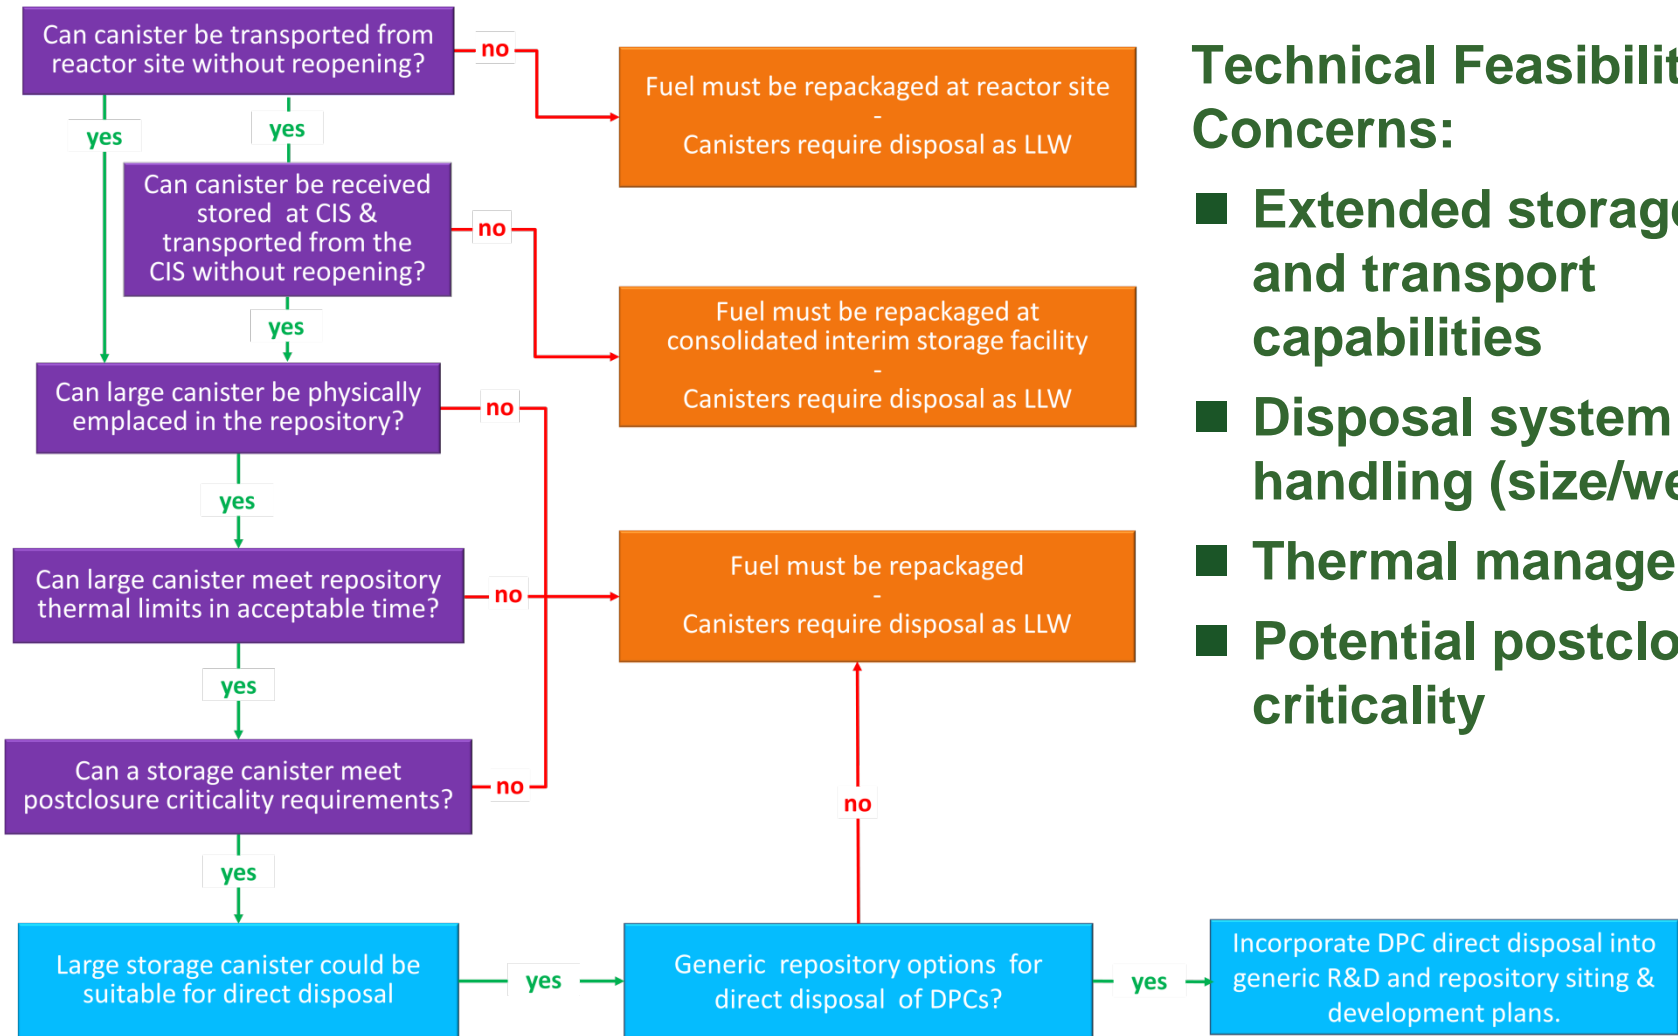 Can canister be transported from
reactor site without reopening?
no
Fuel must be repackaged at reactor site
-
Canisters require disposal as LLW
yes
yes
Can canister be received
stored at CIS &
transported from the
CIS without reopening?
no
Fuel must be repackaged at
consolidated interim storage facility
-
Canisters require disposal as LLW
yes
Can large canister be physically
emplaced in the repository?
no
yes
Can large canister meet repository
thermal limits in acceptable time?
no
Fuel must be repackaged
-
Canisters require disposal as LLW
yes
Can a storage canister meet
postclosure criticality requirements?
no
no
yes
Large storage canister could be
suitable for direct disposal
yes
Generic repository options for
direct disposal of DPCs?
yes
Incorporate DPC direct disposal into
generic R&D and repository siting &
development plans.
Technical Feasibilit
Concerns:
Extended storage
and transport
capabilities
Disposal system
handling (size/we
Thermal manage
Potential postclo
criticality